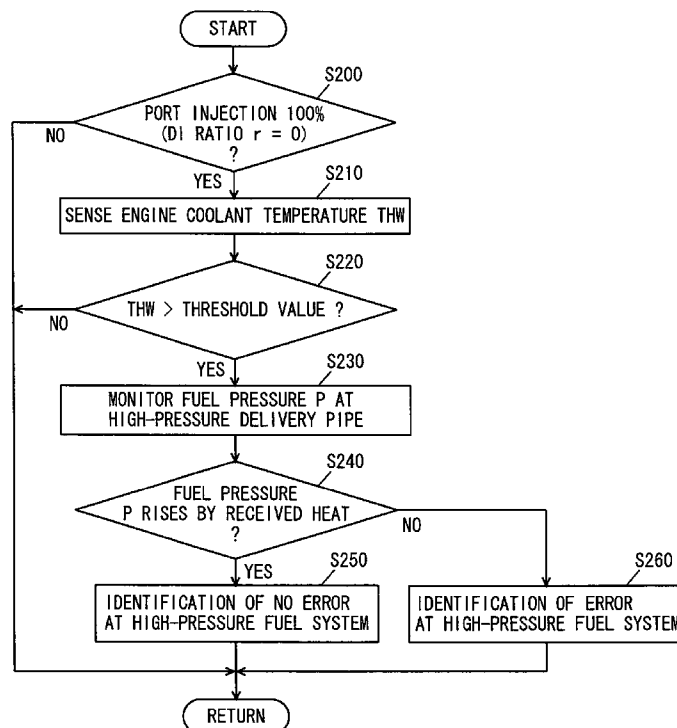 START
S200
PORT INJECTION 100%
(DI RATIO r = 0)
?
NO
YES
S210
SENSE ENGINE COOLANT TEMPERATURE THW
S220
THW > THRESHOLD VALUE ?
NO
YES
S230
MONITOR FUEL PRESSURE P AT
HIGH-PRESSURE DELIVERY PIPE
S240
FUEL PRESSURE
P RISES BY RECEIVED HEAT
?
NO
YES
S250
IDENTIFICATION OF NO ERROR
AT HIGH-PRESSURE FUEL SYSTEM
S260
IDENTIFICATION OF ERROR
AT HIGH-PRESSURE FUEL SYSTEM
RETURN